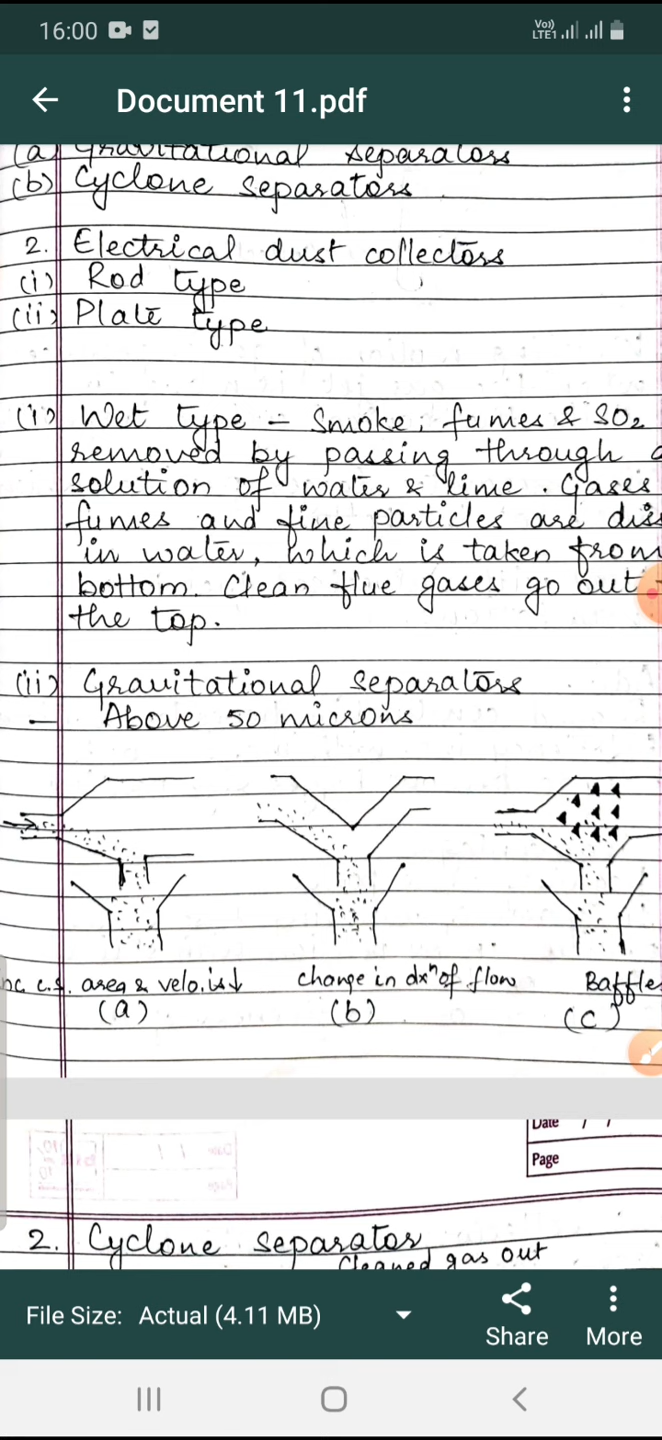 16:00
Vo))
LTE1
Document 11.pdf
(a) Gravitational separators
(b) Cyclone separators
2. Electrical dust collectors
(i) Rod type
(ii) Plate type
(i) Wet type - Smoke, fumes & SO2
removed by passing through a
solution of water & lime. Gases
fumes and fine particles are dis
in water, which is taken from
bottom. Clean flue gases go out
the top.
(ii) Gravitational separators
- Above 50 microns
c.s. area & velo. is ↓
change in dxn of flow
Baffles
(a)
(b)
(c)
Date / /
Page
2. Cyclone separator
Cleaned gas out
File Size: Actual (4.11 MB)
Share
More